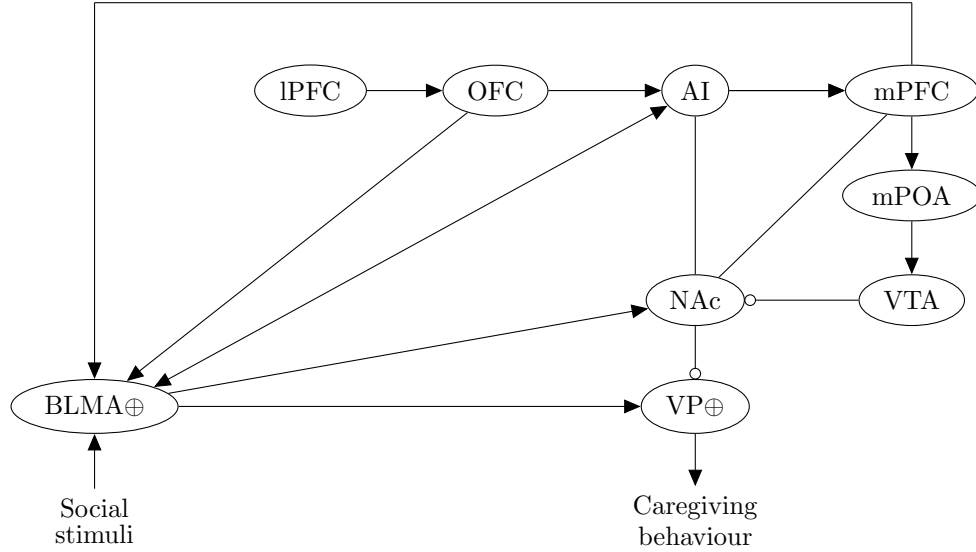 lPFC
OFC
AI
mPFC
mPOA
NAc
VTA
BLMA⊕
VP⊕
Social
stimuli
Caregiving
behaviour